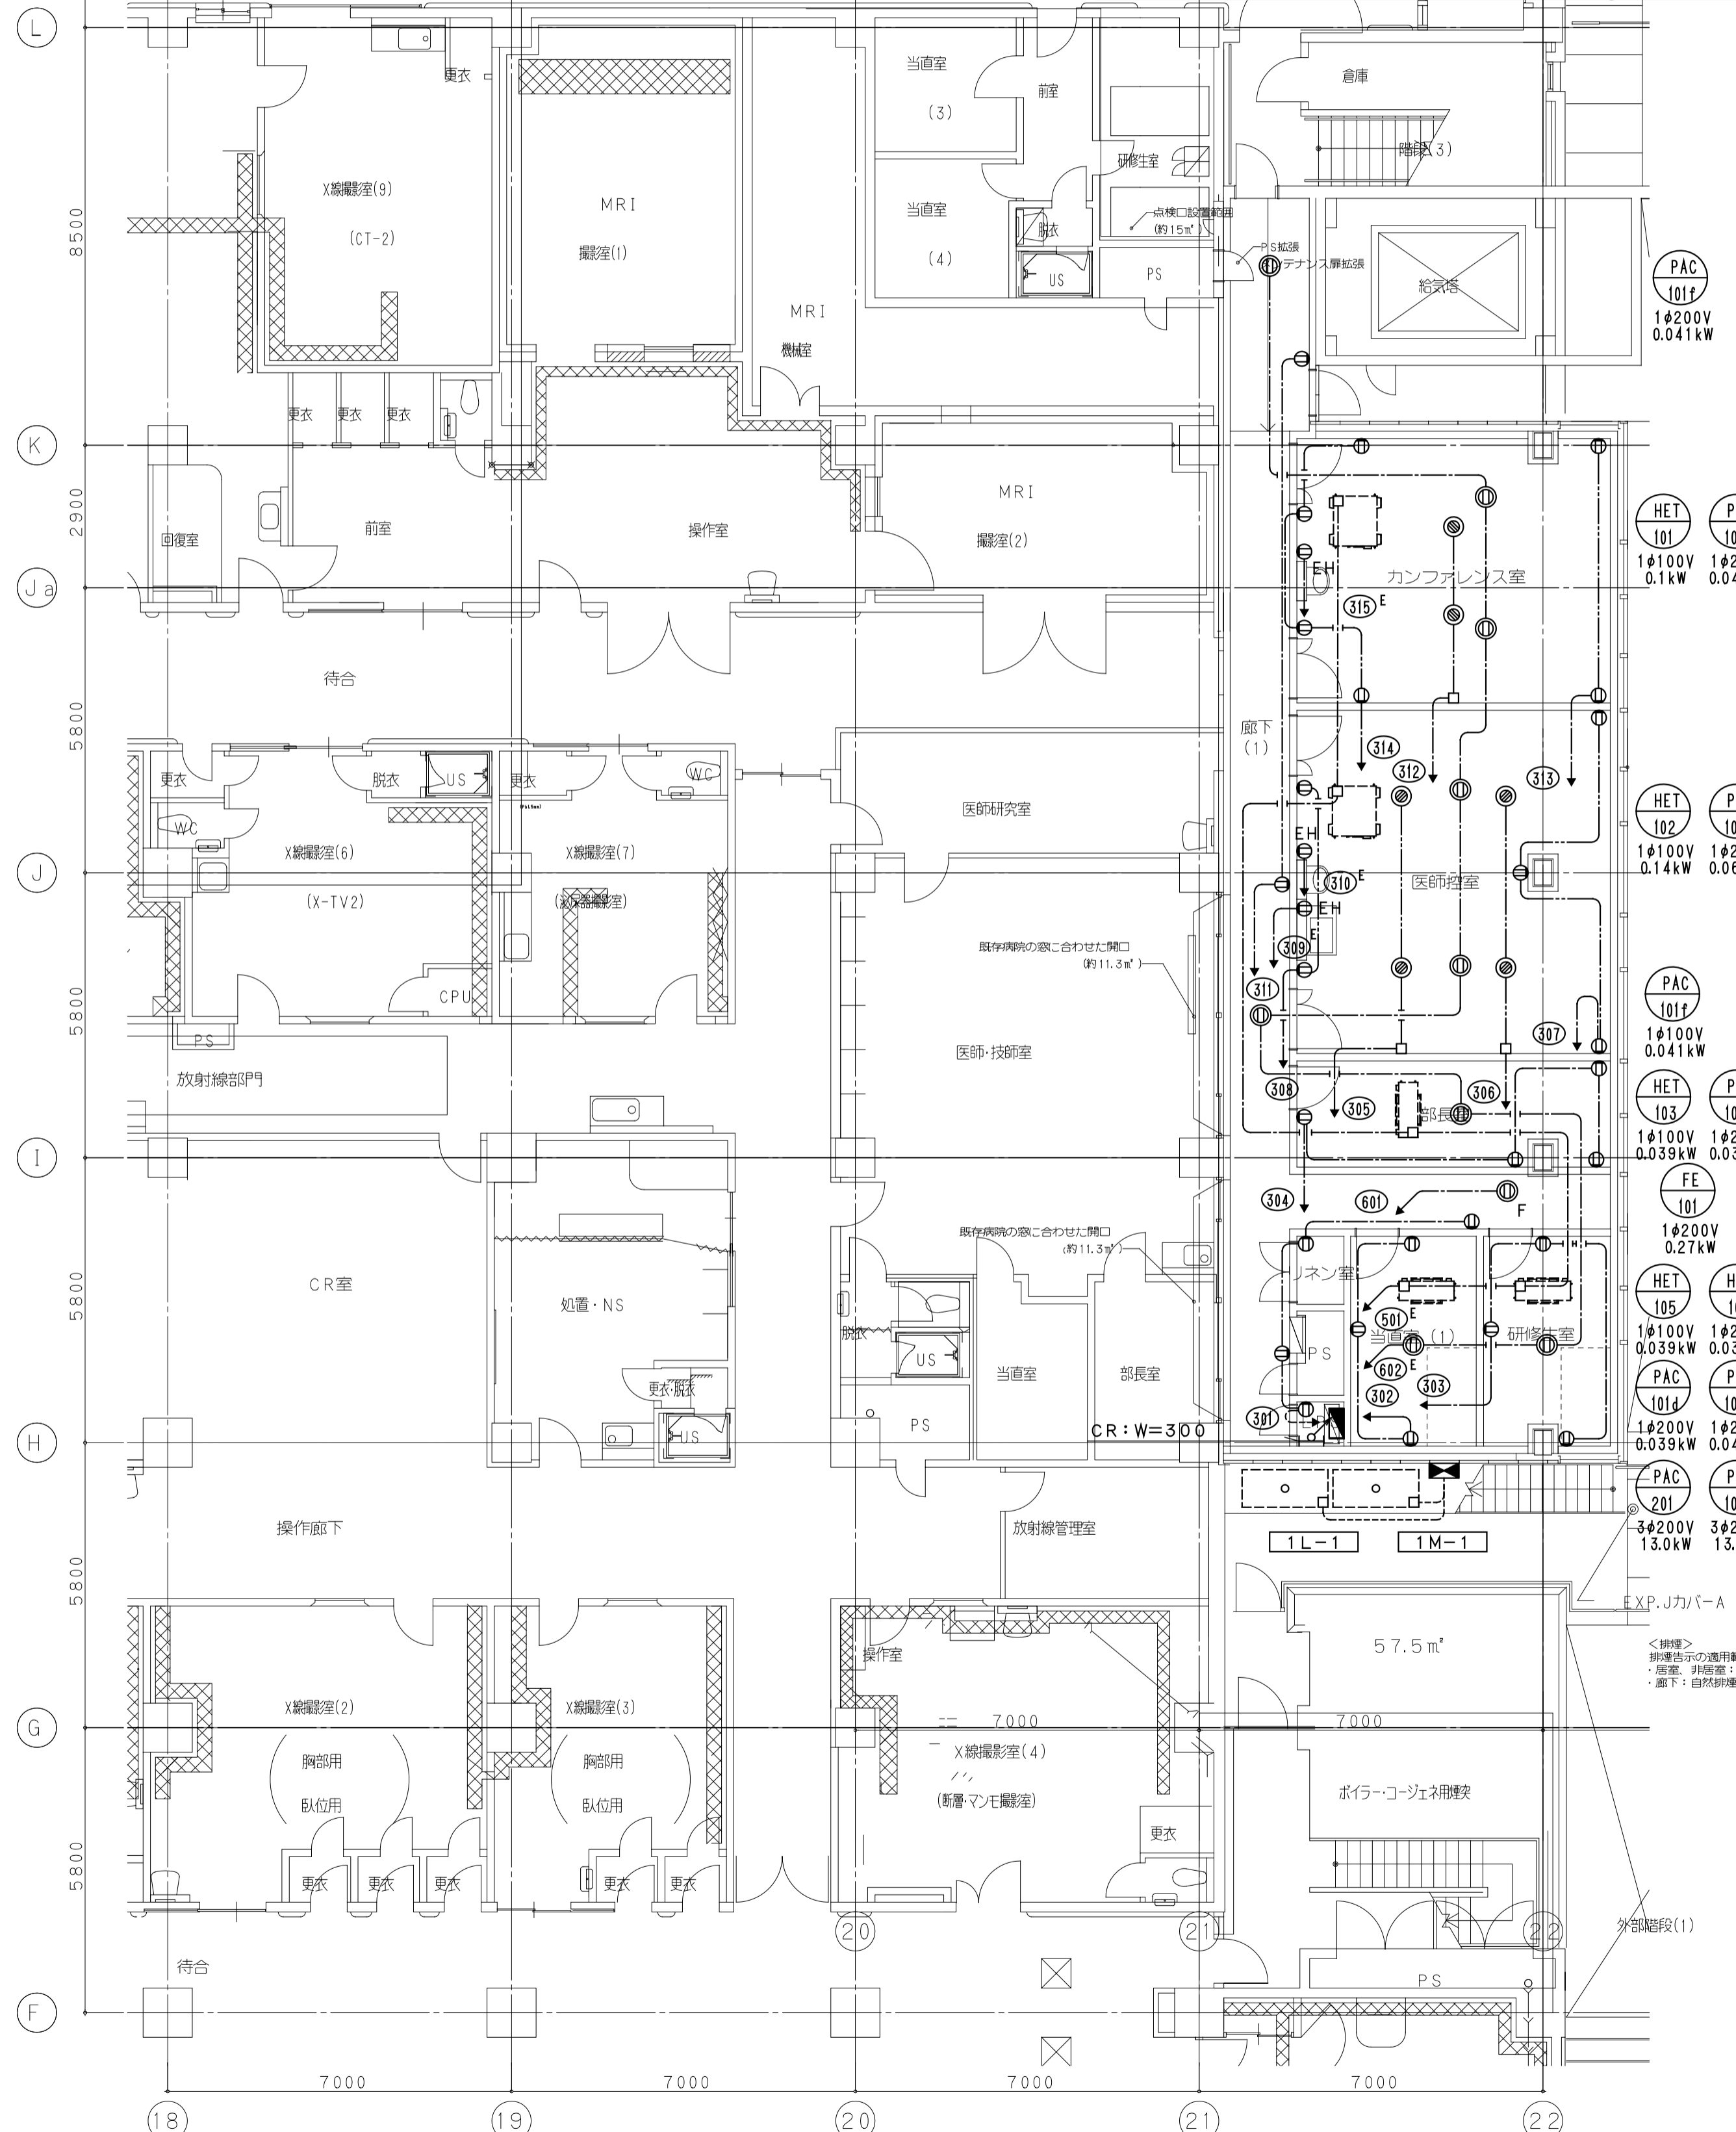 L
更衣
当直室
(3)
前室
倉庫
階段(3)
X線撮影室(9)
(CT-2)
MRI
撮影室(1)
研修生室
当直室
(4)
脱衣
点検口設置範囲
(約15㎡)
PS拡張
US
PS
給気塔
MRI
機械室
PAC
101f
1φ200V
0.041kW
8500
更衣
更衣
更衣
K
2900
回復室
前室
操作室
MRI
撮影室(2)
カンファレンス室
EH
315 E
HET
101
1φ100V
0.1kW
Ja
待合
5800
廊下
(1)
314
312
313
更衣
脱衣
US
更衣
WC
WC
医師研究室
X線撮影室(6)
(X-TV2)
X線撮影室(7)
HET
102
1φ100V
0.14kW
EH
J
310 E
医師控室
EH
309 E
既存病院の窓に合わせた開口
(約11.3㎡)
311
CPU
PS
307
PAC
101f
1φ100V
0.041kW
5800
医師・技師室
放射線部門
308
305
306
HET
103
1φ100V
0.039kW
I
304
601
F
FE
101
1φ200V
0.27kW
既存病院の窓に合わせた開口
(約11.3㎡)
5800
CR室
処置・NS
リネン室
脱衣
US
当直室
部長室
501 E
当直室(1)
研修生室
PS
602 E
302
303
301
HET
105
1φ100V
0.039kW
PAC
101d
1φ200V
0.039kW
更衣・脱衣
US
PS
CR:W=300
H
PAC
201
3φ200V
13.0kW
操作廊下
放射線管理室
1L-1
1M-1
5800
EXP.Jカバー A
57.5㎡
操作室
X線撮影室(2)
X線撮影室(3)
G
7000
7000
胸部用
臥位用
胸部用
臥位用
X線撮影室(4)
(断層・マンモ撮影室)
ボイラー・コージェネ用煙突
更衣
5800
更衣
更衣
更衣
更衣
更衣
<排煙>
20
21
22
外部階段(1)
待合
PS
F
7000
7000
7000
7000
18
19
20
21
22